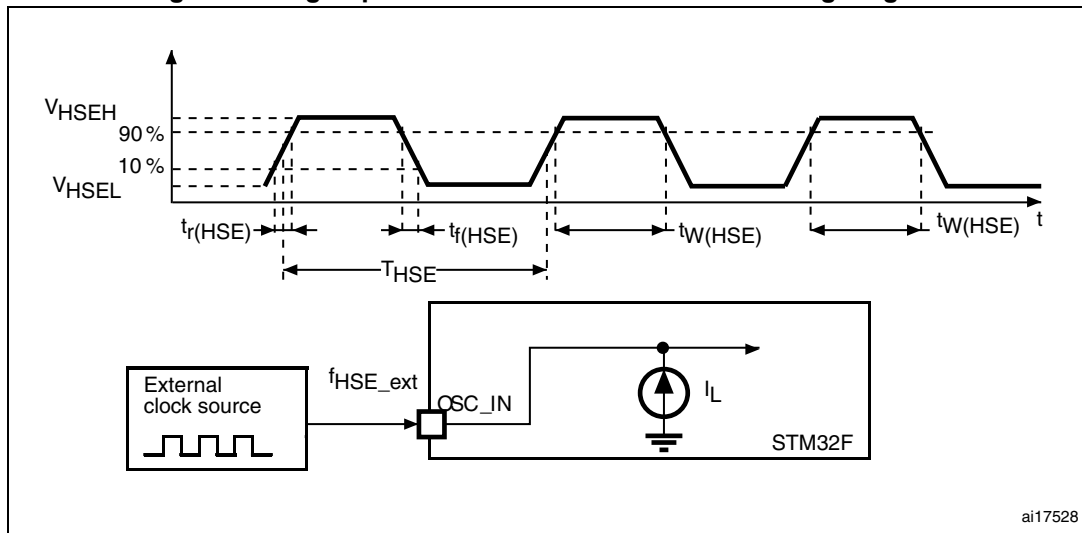 VHSEH
90 %
10 %
VHSEL
tr(HSE)
tf(HSE)
tW(HSE)
tW(HSE)
t
THSE
External
clock source
fHSE_ext
OSC_IN
IL
STM32F
ai17528